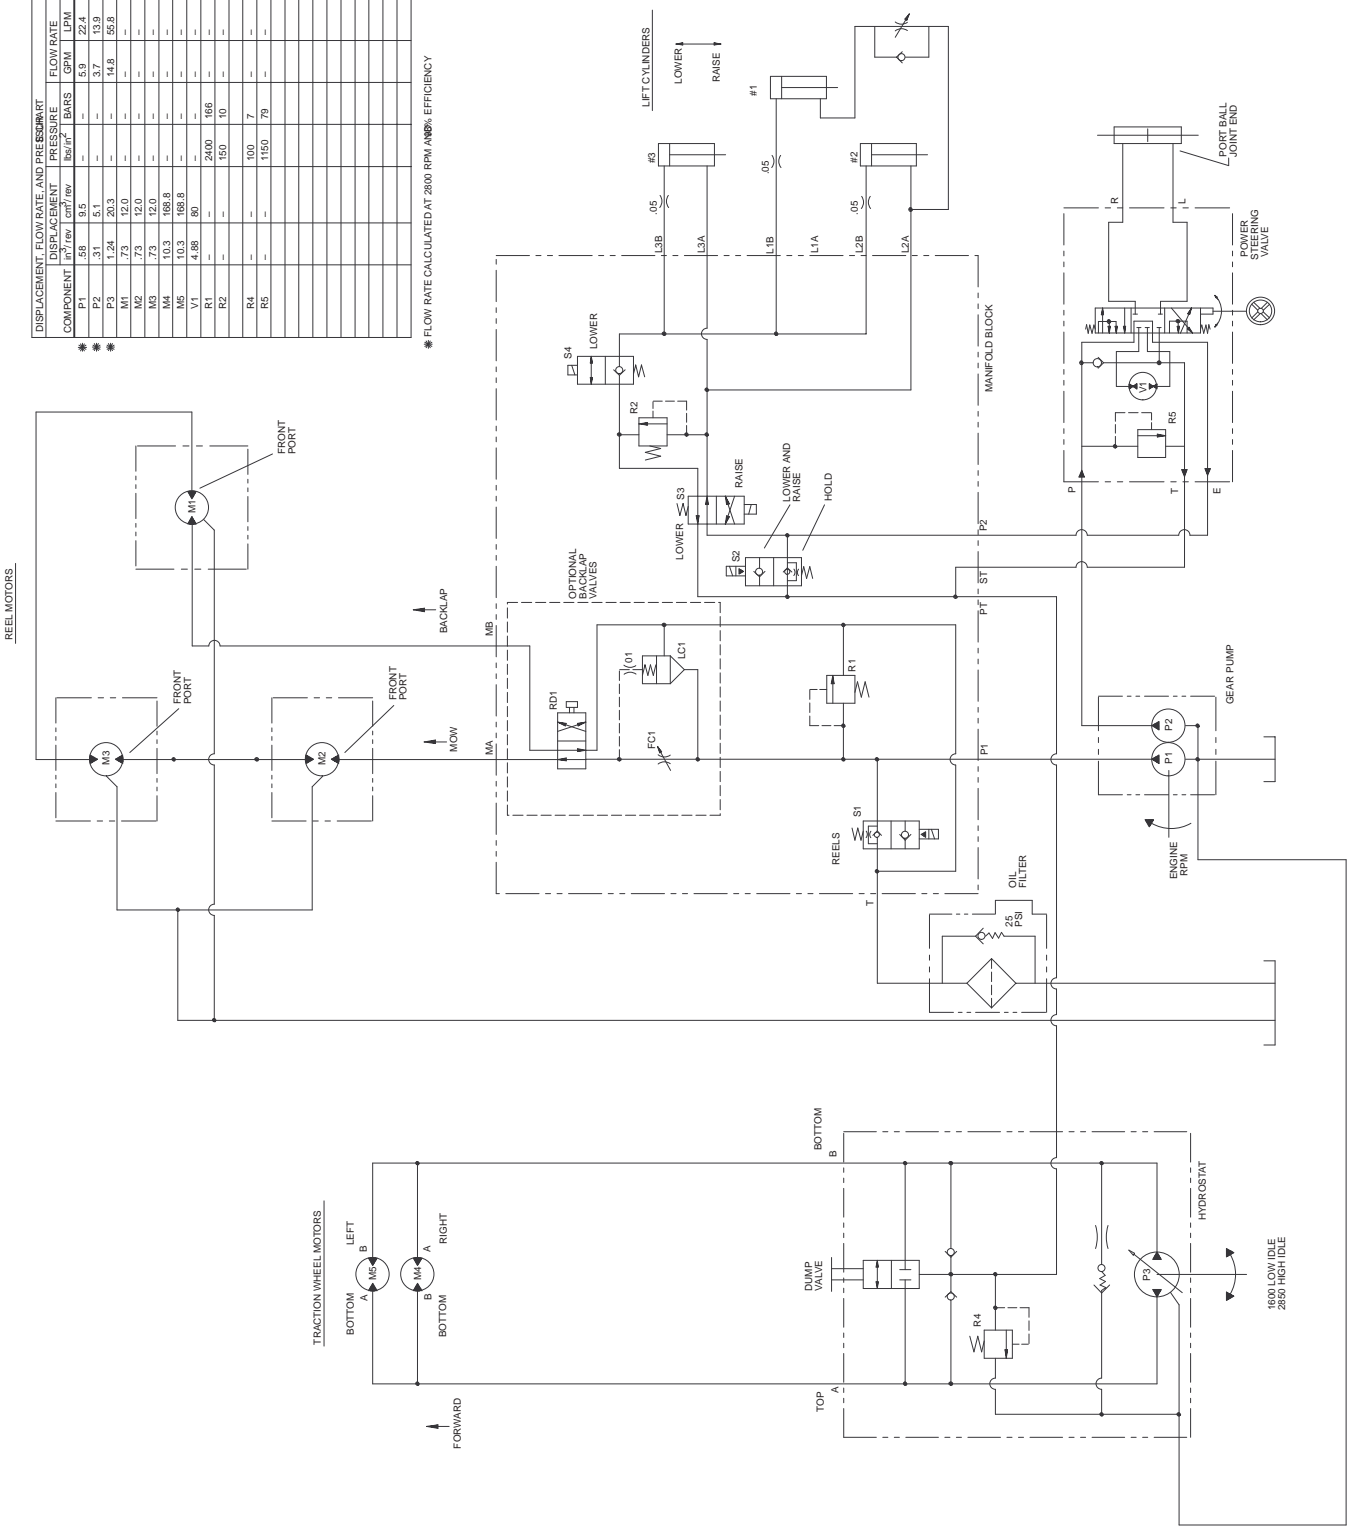 DISPLACEMENT, FLOW RATE, AND PRESSURE CHART
DISPLACEMENT PRESSURE FLOW RATE
COMPONENT in³/rev cm³/rev lbs/in² BARS GPM LPM
✱ P1 .58 9.5 – – 5.9 22.4
✱ P2 .31 5.1 – – 3.7 13.9
✱ P3 1.24 20.3 – – 14.8 55.8
M1 .73 12.0 – – – –
M2 .73 12.0 – – – –
M3 .73 12.0 – – – –
M4 10.3 168.8 – – – –
M5 10.3 168.8 – – – –
V1 4.88 80 – – – –
R1 – – 2400 166 – –
R2 – – 150 10 – –
R4 100 7 – –
R5 1150 79 – –
✱ FLOW RATE CALCULATED AT 2800 RPM AND EFFICIENCY
REEL MOTORS
M1
FRONT
PORT
M3
FRONT
PORT
M2
FRONT
PORT
BACKLAP
MOW
MB
MA
OPTIONAL
BACKLAP
VALVES
RD1
.01
LC1
FC1
R1
P1
S1
REELS
T
OIL
FILTER
25
PSI
LIFT CYLINDERS
LOWER
RAISE
#1
#3
#2
.05
.05
.05
L3B
L3A
L1B
L1A
L2B
L2A
S4
LOWER
R2
S3
RAISE
LOWER
S2
LOWER AND
RAISE
HOLD
MANIFOLD BLOCK
P2
ST
PT
PORT BALL
JOINT END
R
L
POWER
STEERING
VALVE
V1
R5
P
T
E
GEAR PUMP
P2
P1
ENGINE
RPM
TRACTION WHEEL MOTORS
BOTTOM LEFT
A B
M5
M4
B A
BOTTOM RIGHT
FORWARD
BOTTOM
B
TOP
A
DUMP
VALVE
R4
P3
HYDROSTAT
1600 LOW IDLE
2850 HIGH IDLE